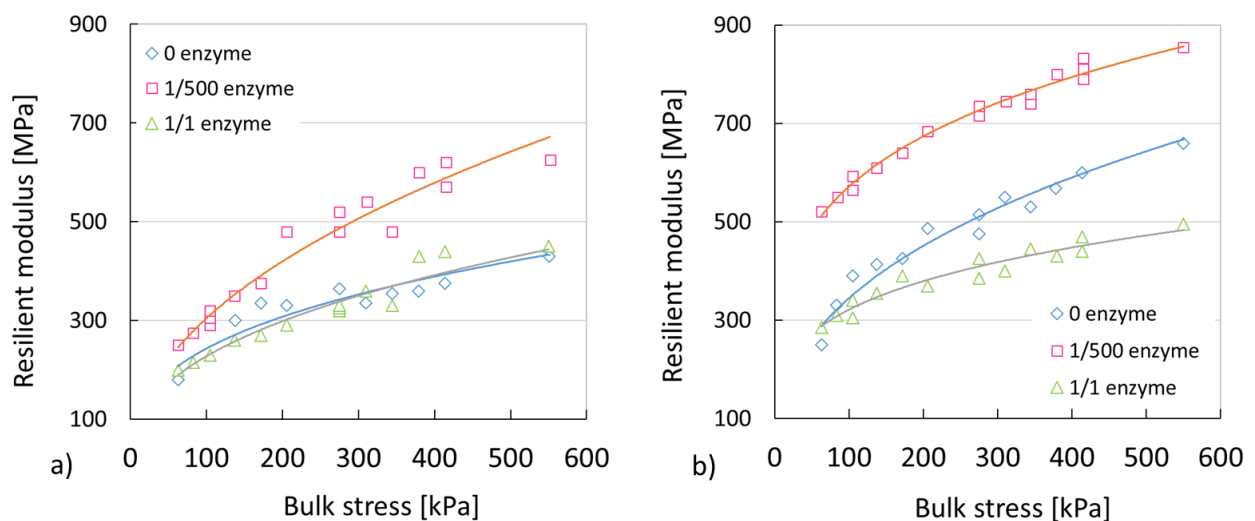 900
700
500
300
100
Resilient modulus [MPa]
0 enzyme
1/500 enzyme
1/1 enzyme
a)
0 100 200 300 400 500 600
Bulk stress [kPa]
900
700
500
300
100
Resilient modulus [MPa]
0 enzyme
1/500 enzyme
1/1 enzyme
b)
0 100 200 300 400 500 600
Bulk stress [kPa]